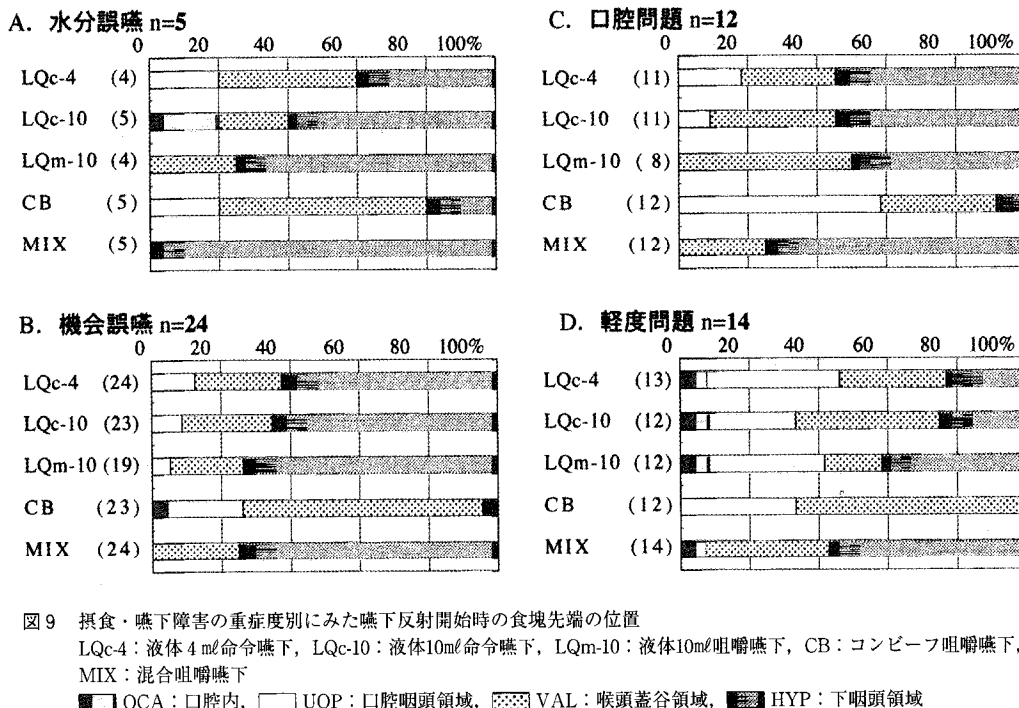 A. 水分誤嚥 n=5
0 20 40 60 80 100%
LQc-4 (4)
LQc-10 (5)
LQm-10 (4)
CB (5)
MIX (5)
C. 口腔問題 n=12
0 20 40 60 80 100%
LQc-4 (11)
LQc-10 (11)
LQm-10 (8)
CB (12)
MIX (12)
B. 機会誤嚥 n=24
0 20 40 60 80 100%
LQc-4 (24)
LQc-10 (23)
LQm-10 (19)
CB (23)
MIX (24)
D. 軽度問題 n=14
0 20 40 60 80 100%
LQc-4 (13)
LQc-10 (12)
LQm-10 (12)
CB (12)
MIX (14)
図9 摂食・嚥下障害の重症度別にみた嚥下反射開始時の食塊先端の位置
LQc-4：液体4㎖命令嚥下，LQc-10：液体10㎖命令嚥下，LQm-10：液体10㎖咀嚼嚥下，CB：コンビーフ咀嚼嚥下，
MIX：混合咀嚼嚥下
OCA：口腔内，UOP：口腔咽頭領域，VAL：喉頭蓋谷領域，HYP：下咽頭領域